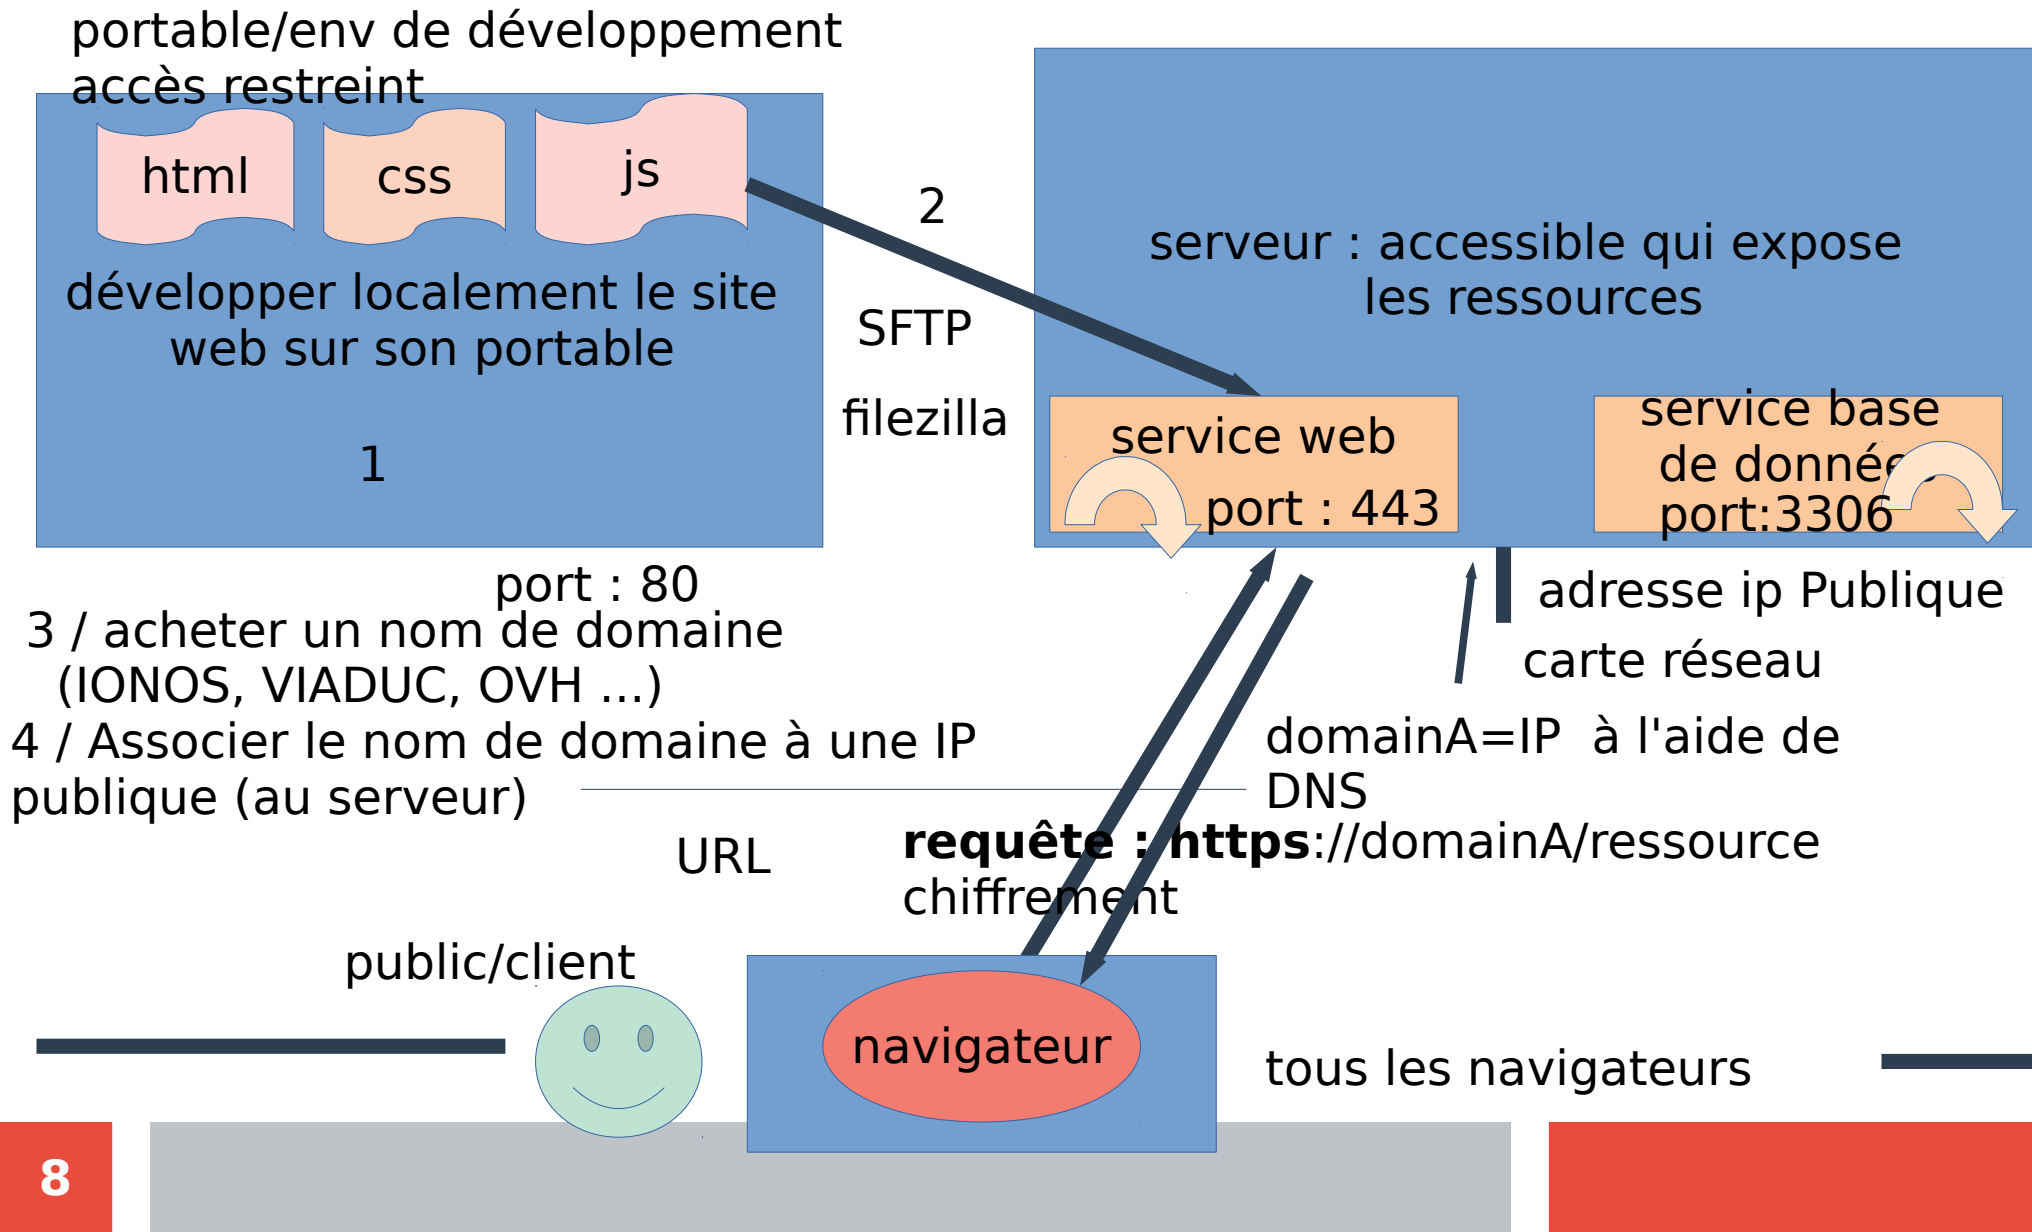 portable/env de développement
accès restreint
html
css
js
développer localement le site
web sur son portable
1
2
SFTP
filezilla
serveur : accessible qui expose
les ressources
service web
port : 443
service base
de donnée
port:3306
port : 80
3 / acheter un nom de domaine
(IONOS, VIADUC, OVH ...)
4 / Associer le nom de domaine à une IP
publique (au serveur)
adresse ip Publique
carte réseau
domainA=IP à l'aide de
DNS
URL
requête : https://domainA/ressource
chiffrement
public/client
navigateur
tous les navigateurs
8